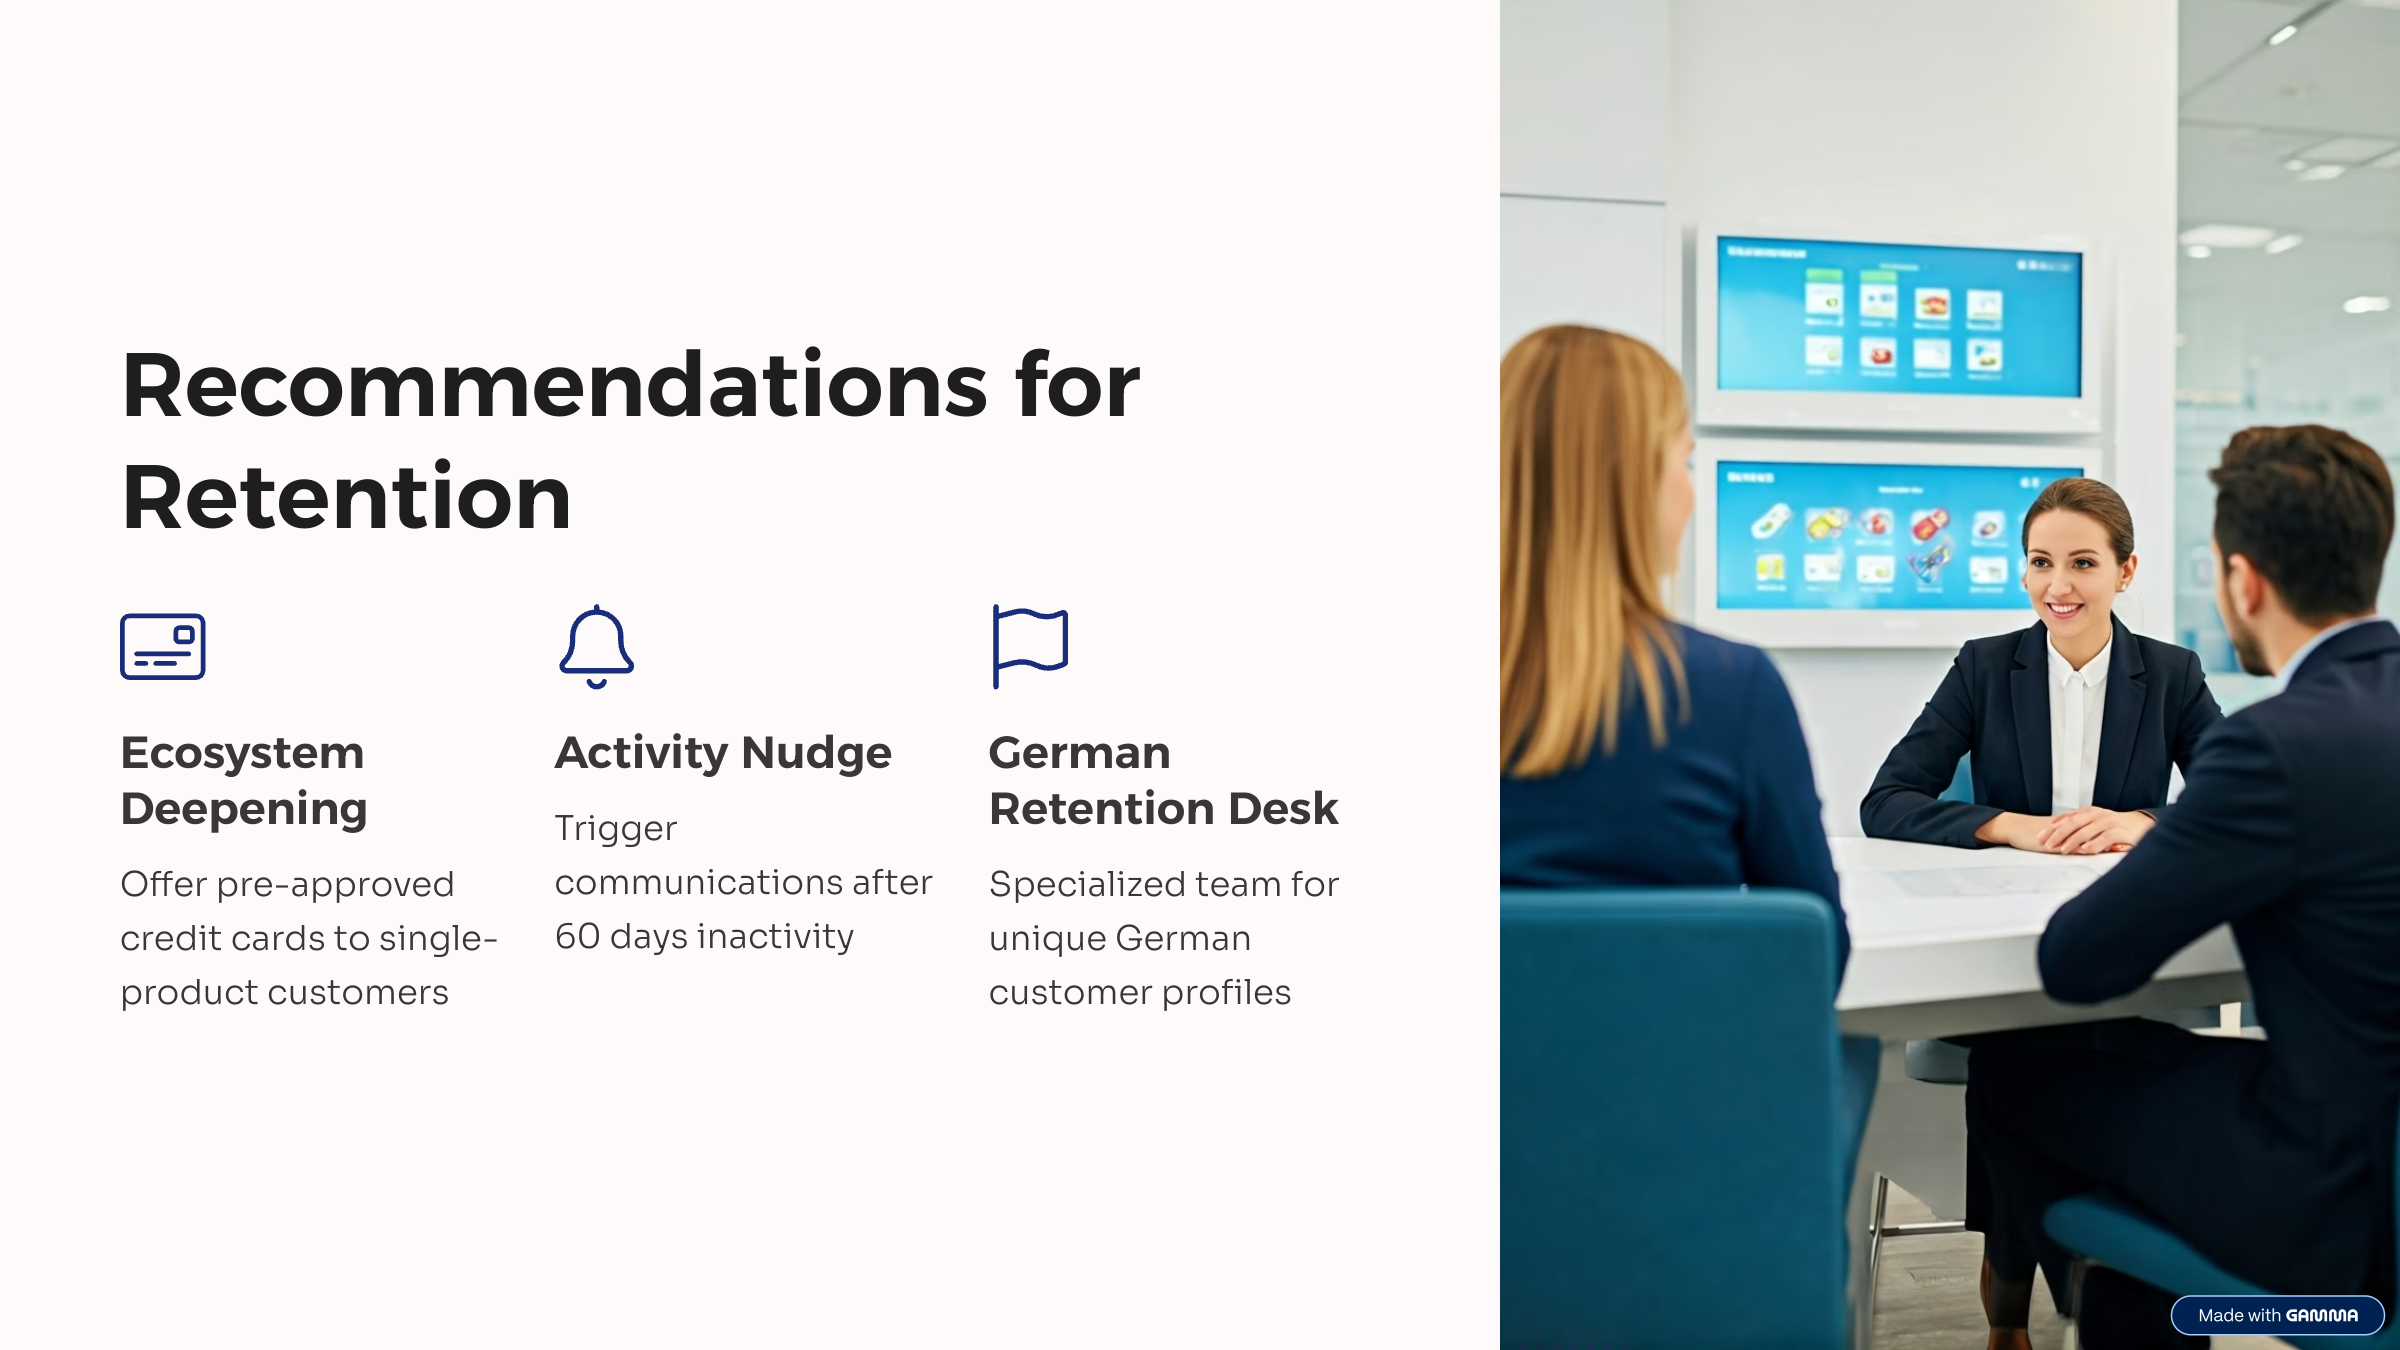 Recommendations for
Retention
Ecosystem
Deepening
Offer pre-approved
credit cards to single-
product customers
Activity Nudge
Trigger
communications after
60 days inactivity
German
Retention Desk
Specialized team for
unique German
customer profiles
Made with GAMMA